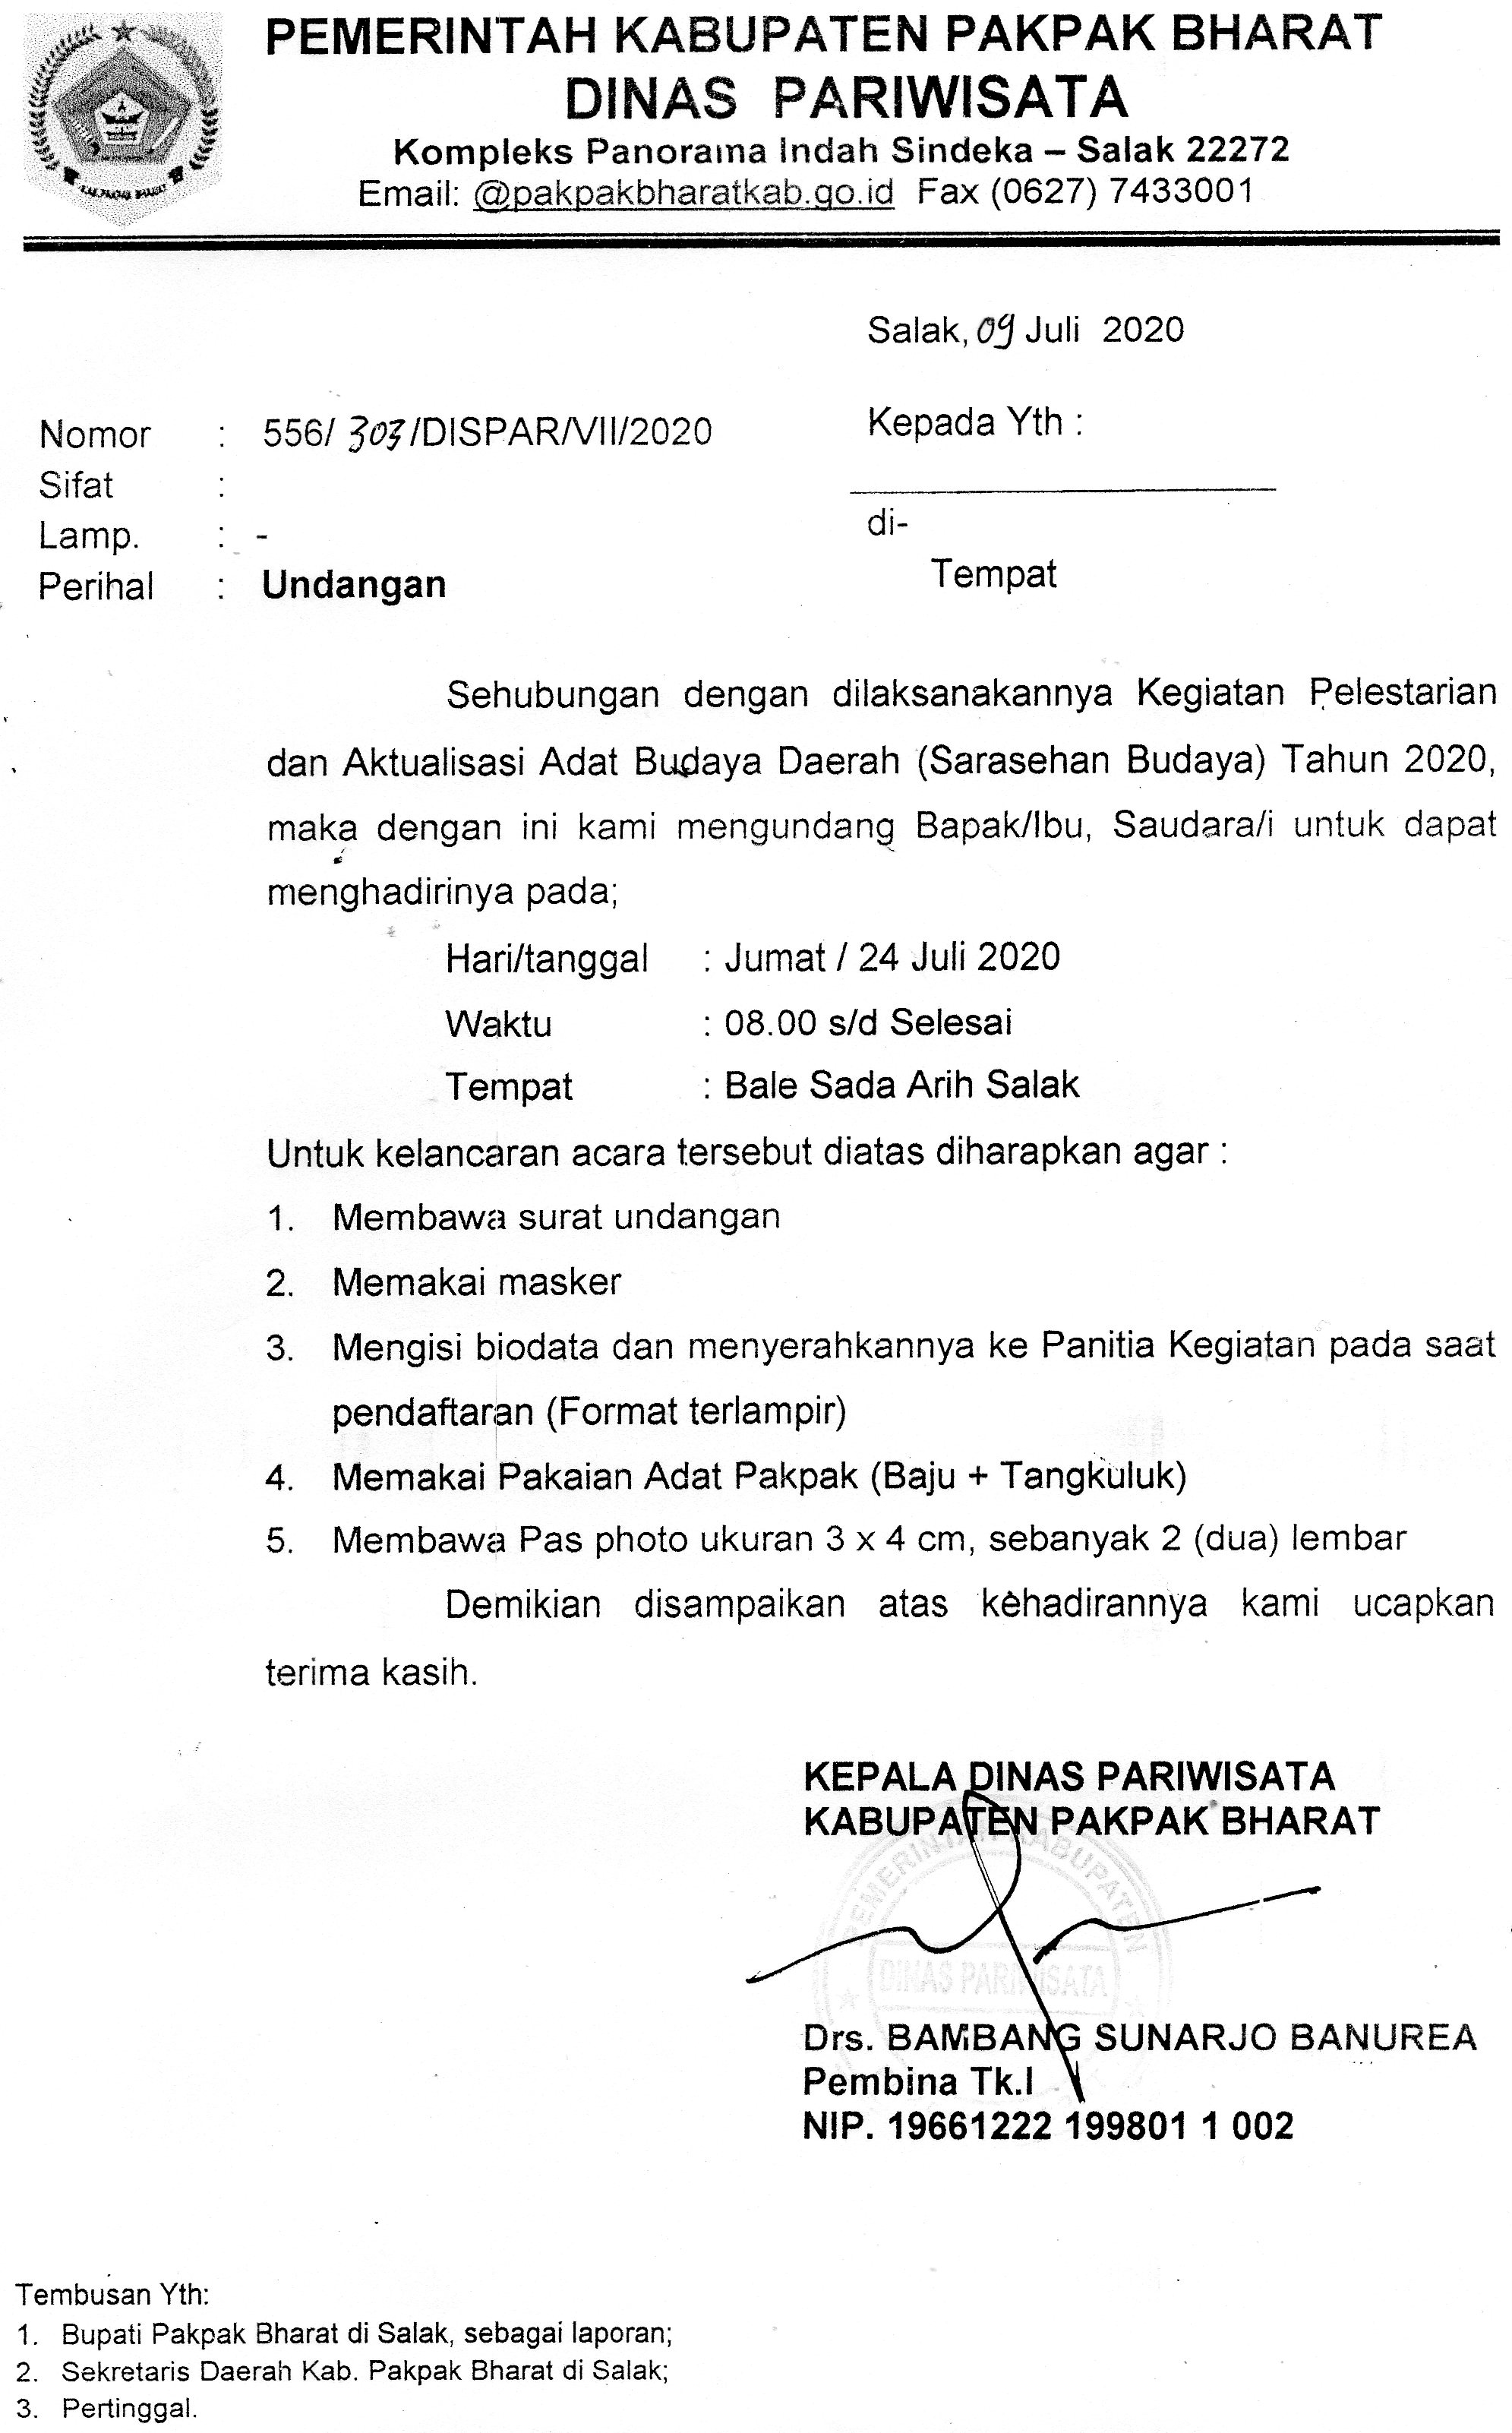 PEMERINTAH KABUPATEN PAKPAK BHARAT
DINAS PARIWISATA
Kompleks Panorama Indah Sindeka – Salak 22272
Email: @pakpakbharatkab.go.id Fax (0627) 7433001
KAB. PAKPAK BHARAT
Salak, 09 Juli 2020
Nomor : 556/ 303 /DISPAR/VII/2020
Kepada Yth :
Sifat :
Lamp. : -
di-
Perihal : Undangan
Tempat
Sehubungan dengan dilaksanakannya Kegiatan Pelestarian
dan Aktualisasi Adat Budaya Daerah (Sarasehan Budaya) Tahun 2020,
maka dengan ini kami mengundang Bapak/Ibu, Saudara/i untuk dapat
menghadirinya pada;
Hari/tanggal : Jumat / 24 Juli 2020
Waktu : 08.00 s/d Selesai
Tempat : Bale Sada Arih Salak
Untuk kelancaran acara tersebut diatas diharapkan agar :
1. Membawa surat undangan
2. Memakai masker
3. Mengisi biodata dan menyerahkannya ke Panitia Kegiatan pada saat
pendaftaran (Format terlampir)
4. Memakai Pakaian Adat Pakpak (Baju + Tangkuluk)
5. Membawa Pas photo ukuran 3 x 4 cm, sebanyak 2 (dua) lembar
Demikian disampaikan atas kehadirannya kami ucapkan
terima kasih.
KEPALA DINAS PARIWISATA
KABUPATEN PAKPAK BHARAT
PEMERINTAH KABUPATEN
DINAS PARIWISATA
Drs. BAMBANG SUNARJO BANUREA
Pembina Tk.I
NIP. 19661222 199801 1 002
Tembusan Yth:
1. Bupati Pakpak Bharat di Salak, sebagai laporan;
2. Sekretaris Daerah Kab. Pakpak Bharat di Salak;
3. Pertinggal.